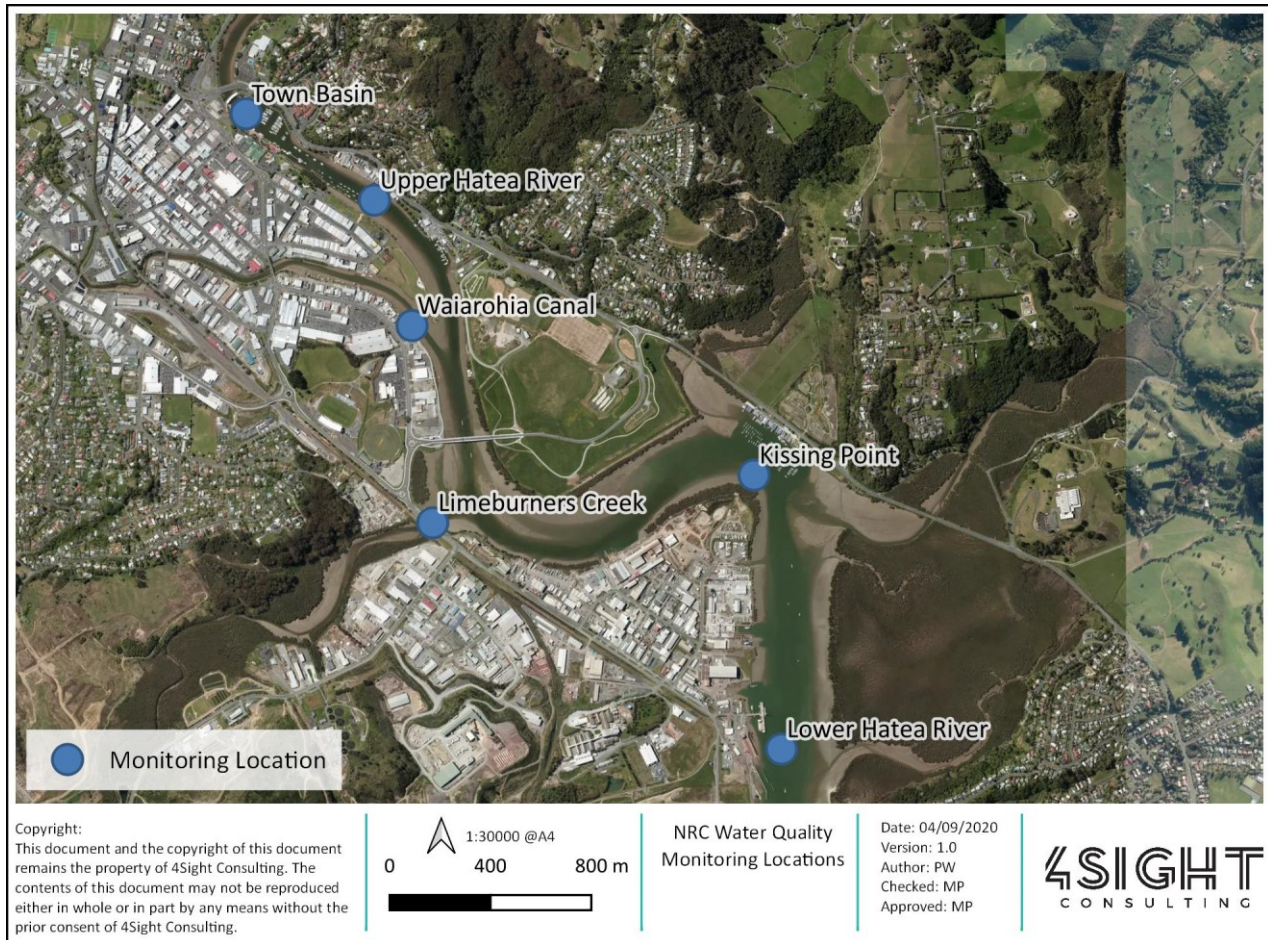 Town Basin
Upper Hatea River
Waiarohia Canal
Kissing Point
Limeburners Creek
Lower Hatea River
Monitoring Location
Copyright:
This document and the copyright of this document
remains the property of 4Sight Consulting. The
contents of this document may not be reproduced
either in whole or in part by any means without the
prior consent of 4Sight Consulting.
1:30000 @A4
0 400 800 m
NRC Water Quality
Monitoring Locations
Date: 04/09/2020
Version: 1.0
Author: PW
Checked: MP
Approved: MP
4SIGHT
CONSULTING